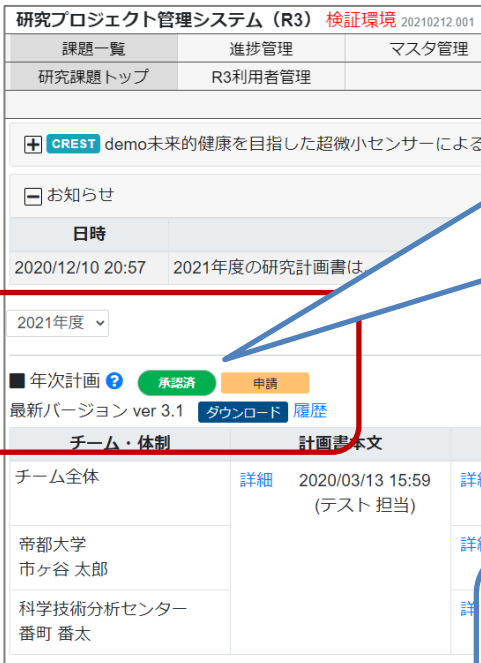 研究プロジェクト管理システム（R3） 検証環境 20210212.001
課題一覧 進捗管理 マスタ管理
研究課題トップ R3利用者管理
CREST demo未来的健康を目指した超微小センサーによる
お知らせ
日時
2020/12/10 20:57 2021年度の研究計画書は、
2021年度
■ 年次計画 ? 承認済 申請
最新バージョン ver 3.1 ダウンロード 履歴
チーム・体制 計画書本文
チーム全体 詳細 2020/03/13 15:59 詳
(テスト 担当)
帝都大学 詳
市ヶ谷 太郎
科学技術分析センター 詳
番町 番太